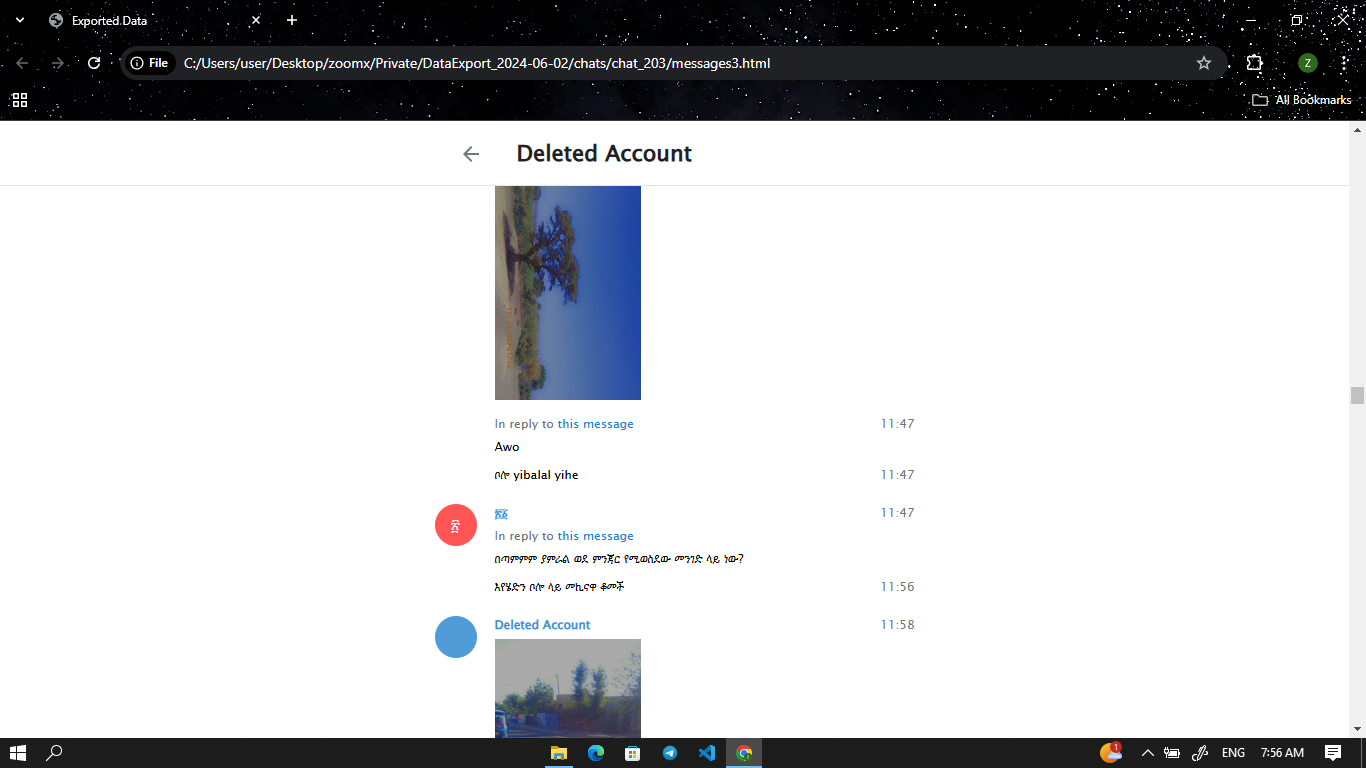 Exported Data
File
C:/Users/user/Desktop/zoomx/Private/DataExport_2024-06-02/chats/chat_203/messages3.html
Z
All Bookmarks
Deleted Account
In reply to this message 11:47
Awo
ቦሎ yibalal yihe 11:47
11:47
In reply to this message
በጣምምም ያምራል ወደ ምንጃር የሚወስደው መንገድ ላይ ነው?
እየሄድን ቦሎ ላይ መኪናዋ ቆመች 11:56
Deleted Account 11:58
1
ENG
7:56 AM